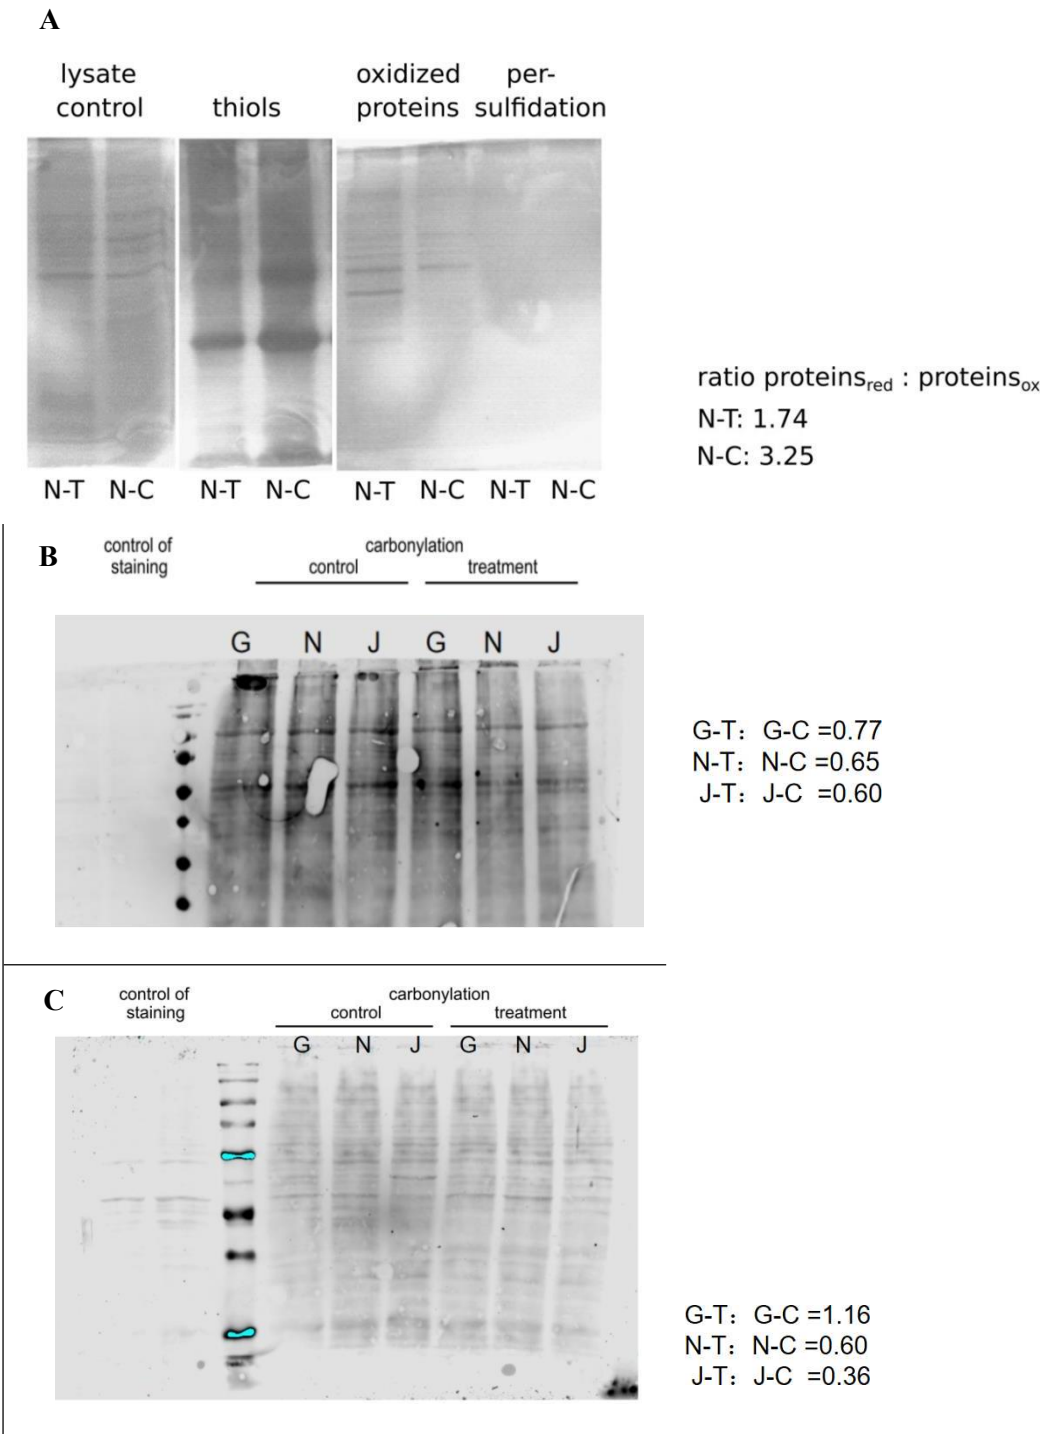 A
lysate
control
thiols
oxidized
proteins
per-
sulfidation
N-T N-C N-T N-C N-T N-C N-T N-C
ratio proteinsred : proteinsox
N-T: 1.74
N-C: 3.25
B
control of
staining
carbonylation
control treatment
G N J G N J
G-T: G-C =0.77
N-T: N-C =0.65
J-T: J-C =0.60
C
control of
staining
carbonylation
control treatment
G N J G N J
G-T: G-C =1.16
N-T: N-C =0.60
J-T: J-C =0.36